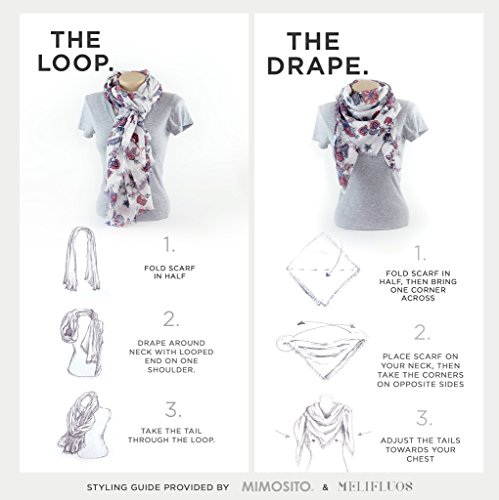 THE
LOOP.
1.
FOLD SCARF
IN HALF
2.
DRAPE AROUND
NECK WITH LOOPED
END ON ONE
SHOULDER.
3.
TAKE THE TAIL
THROUGH THE LOOP.
THE
DRAPE.
1.
FOLD SCARF IN
HALF, THEN BRING
ONE CORNER
ACROSS
2.
PLACE SCARF ON
YOUR NECK, THEN
TAKE THE CORNERS
ON OPPOSITE SIDES
3.
ADJUST THE TAILS
TOWARDS YOUR
CHEST
STYLING GUIDE PROVIDED BY MIMOSITO. & MELIFLUOS